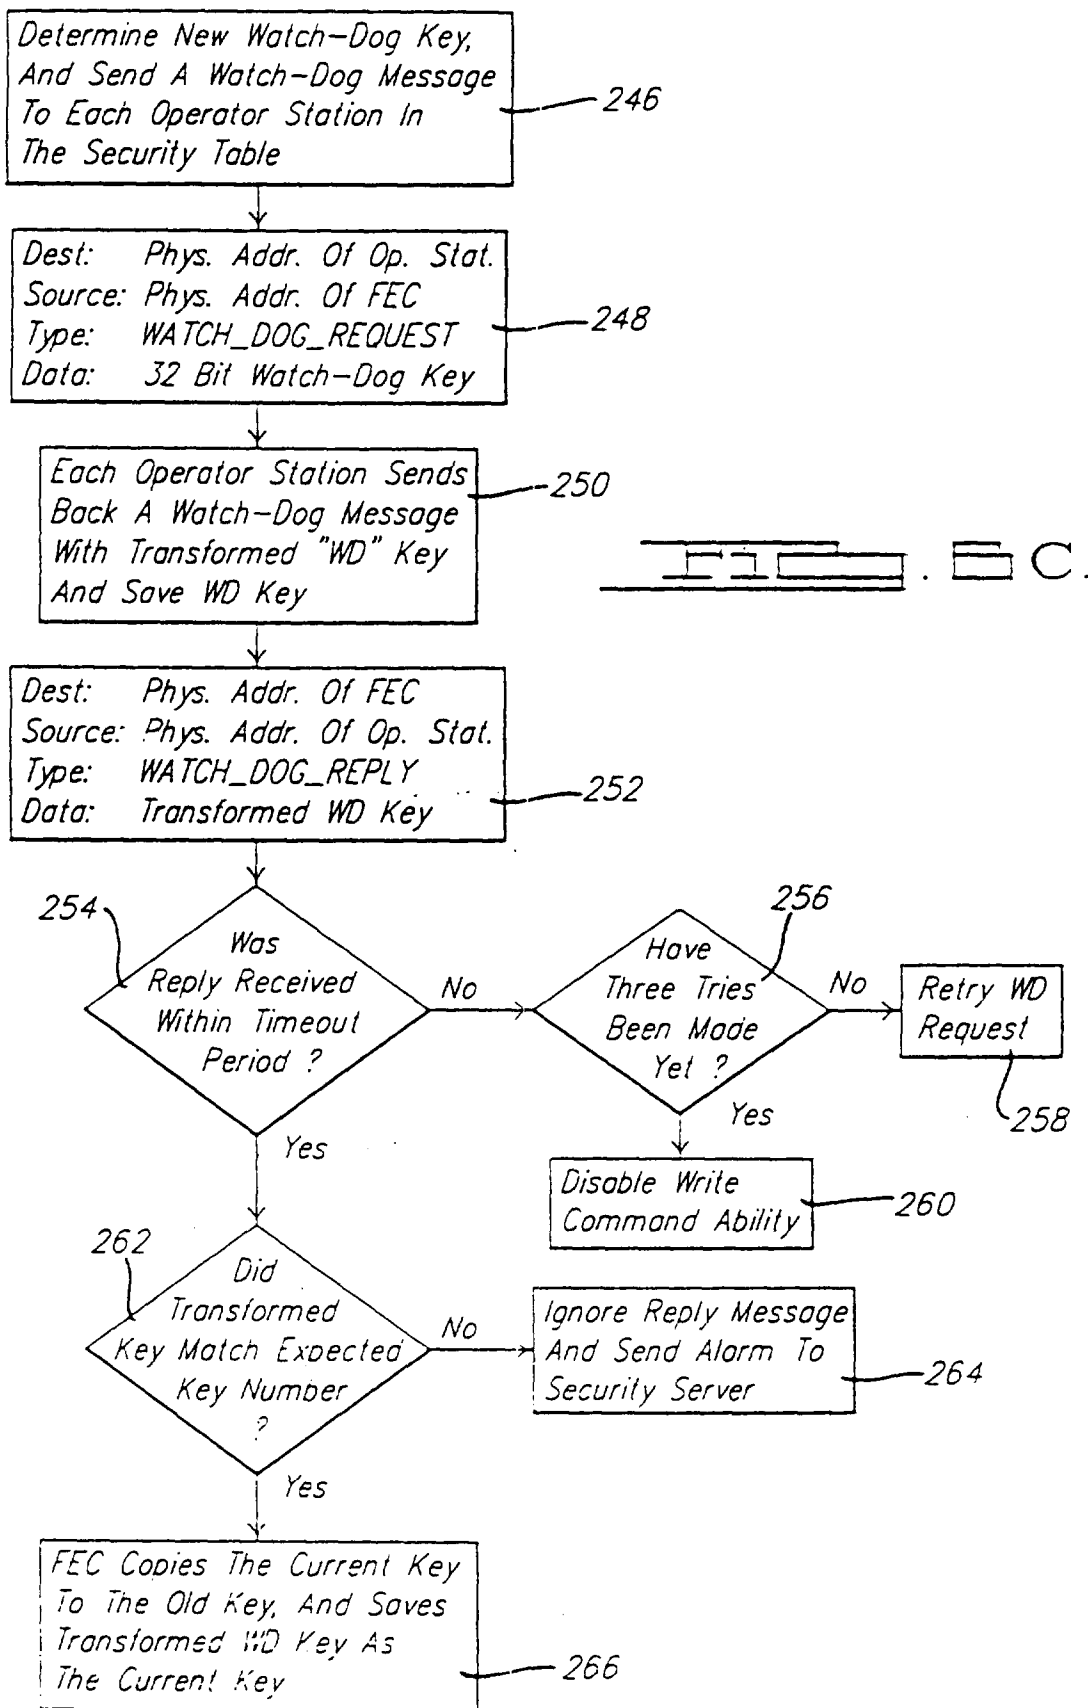 Determine New Watch-Dog Key,
And Send A Watch-Dog Message
To Each Operator Station In
The Security Table
246
Dest: Phys. Addr. Of Op. Stat.
Source: Phys. Addr. Of FEC
Type: WATCH_DOG_REQUEST
Data: 32 Bit Watch-Dog Key
248
Each Operator Station Sends
Back A Watch-Dog Message
With Transformed "WD" Key
And Save WD Key
250
Dest: Phys. Addr. Of FEC
Source: Phys. Addr. Of Op. Stat.
Type: WATCH_DOG_REPLY
Data: Transformed WD Key
252
254
Was
Reply Received
Within Timeout
Period ?
No
Yes
256
Have
Three Tries
Been Made
Yet ?
No
Yes
Retry WD
Request
258
Disable Write
Command Ability
260
262
Did
Transformed
Key Match Expected
Key Number
?
No
Yes
Ignore Reply Message
And Send Alarm To
Security Server
264
FEC Copies The Current Key
To The Old Key, And Saves
Transformed WD Key As
The Current Key
266